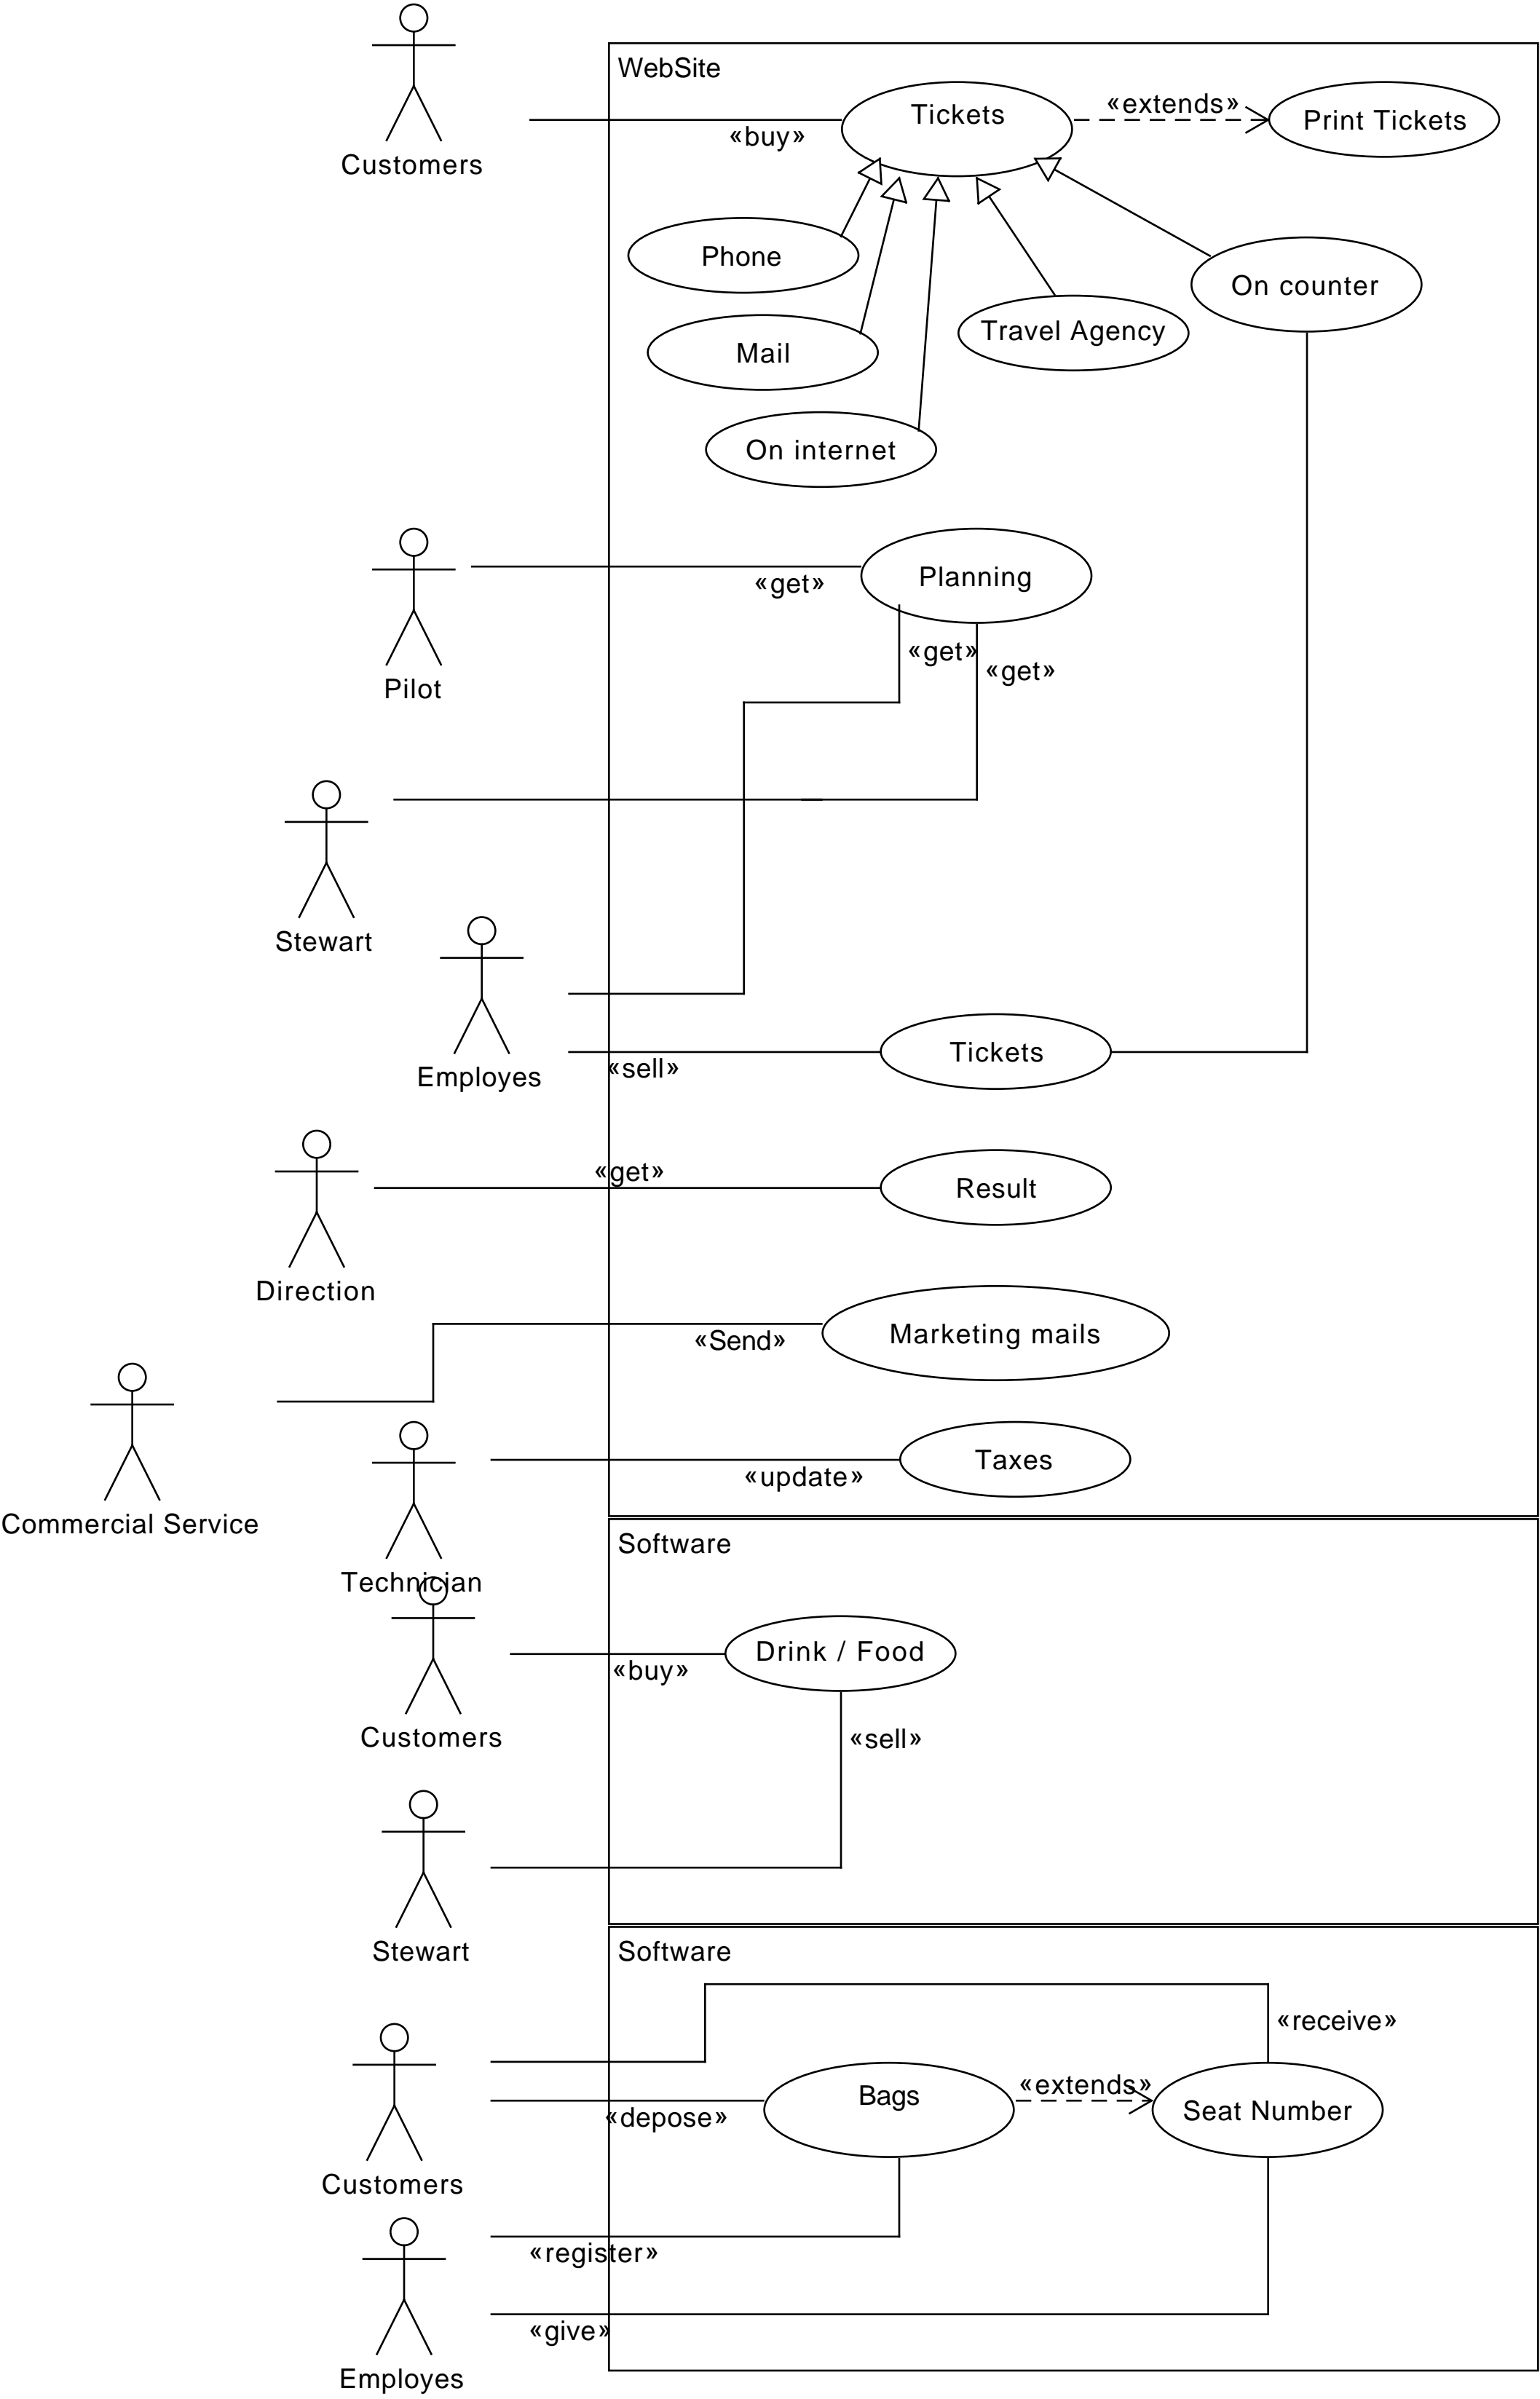 WebSite
Tickets
«extends»
Print Tickets
«buy»
Customers
Phone
On counter
Travel Agency
Mail
On internet
Planning
«get»
«get»
«get»
Pilot
Stewart
Tickets
«sell»
Employes
«get»
Result
Direction
Marketing mails
«Send»
Taxes
«update»
Commercial Service
Software
Technician
Drink / Food
«buy»
Customers
«sell»
Stewart
Software
«receive»
«extends»
Bags
Seat Number
«depose»
Customers
«register»
«give»
Employes